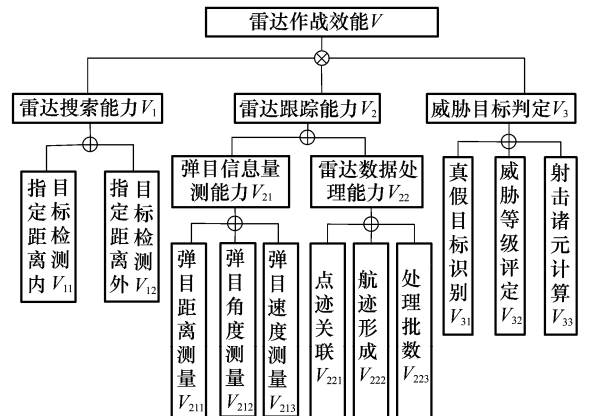 雷达作战效能V
⊗
雷达搜索能力V₁
雷达跟踪能力V₂
威胁目标判定V₃
⊕
⊕
⊕
弹目信息量
测能力V₂₁
雷达数据处
理能力V₂₂
⊕
⊕
指定距离内
目标检测V₁₁
指定距离外
目标检测V₁₂
弹目距离测量V₂₁₁
弹目角度测量V₂₁₂
弹目速度测量V₂₁₃
点迹关联V₂₂₁
航迹形成V₂₂₂
处理批数V₂₂₃
真假目标识别V₃₁
威胁等级评定V₃₂
射击诸元计算V₃₃